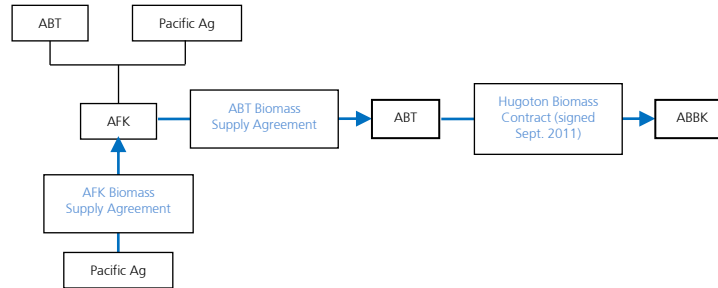 ABT
Pacific Ag
AFK
ABT Biomass
Supply Agreement
ABT
Hugoton Biomass
Contract (signed
Sept. 2011)
ABBK
AFK Biomass
Supply Agreement
Pacific Ag